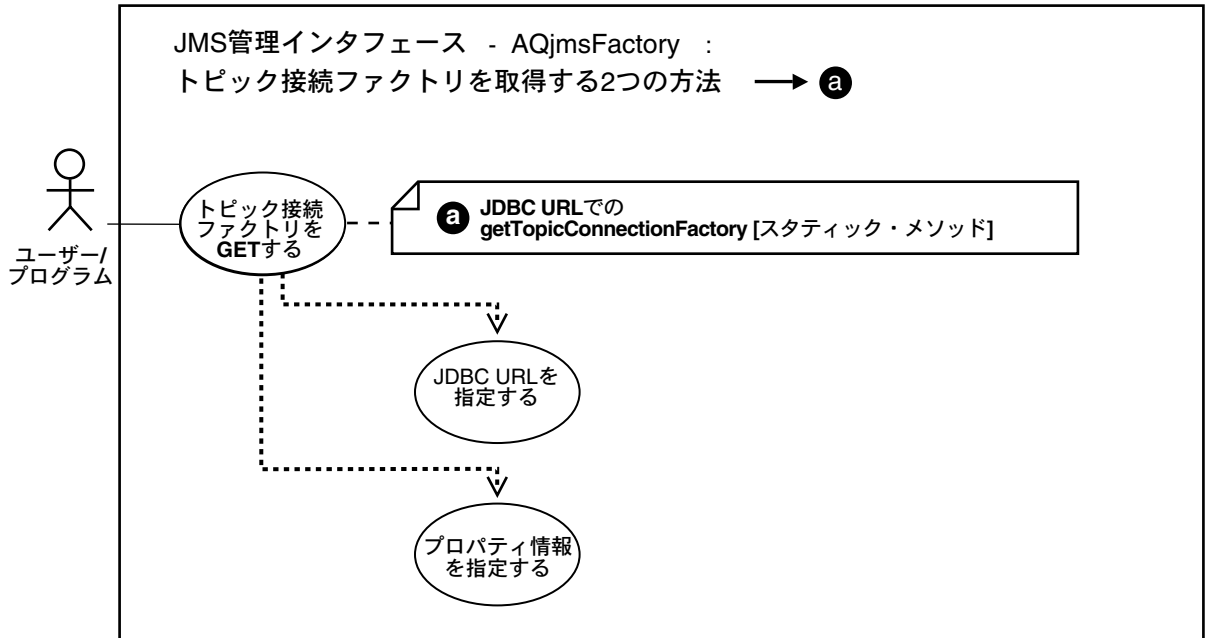 JMS管理インタフェース - AQjmsFactory :
トピック接続ファクトリを取得する2つの方法 → a
ユーザー/
プログラム
トピック接続
ファクトリを
GETする
a JDBC URLでの
getTopicConnectionFactory [スタティック・メソッド]
JDBC URLを
指定する
プロパティ情報
を指定する